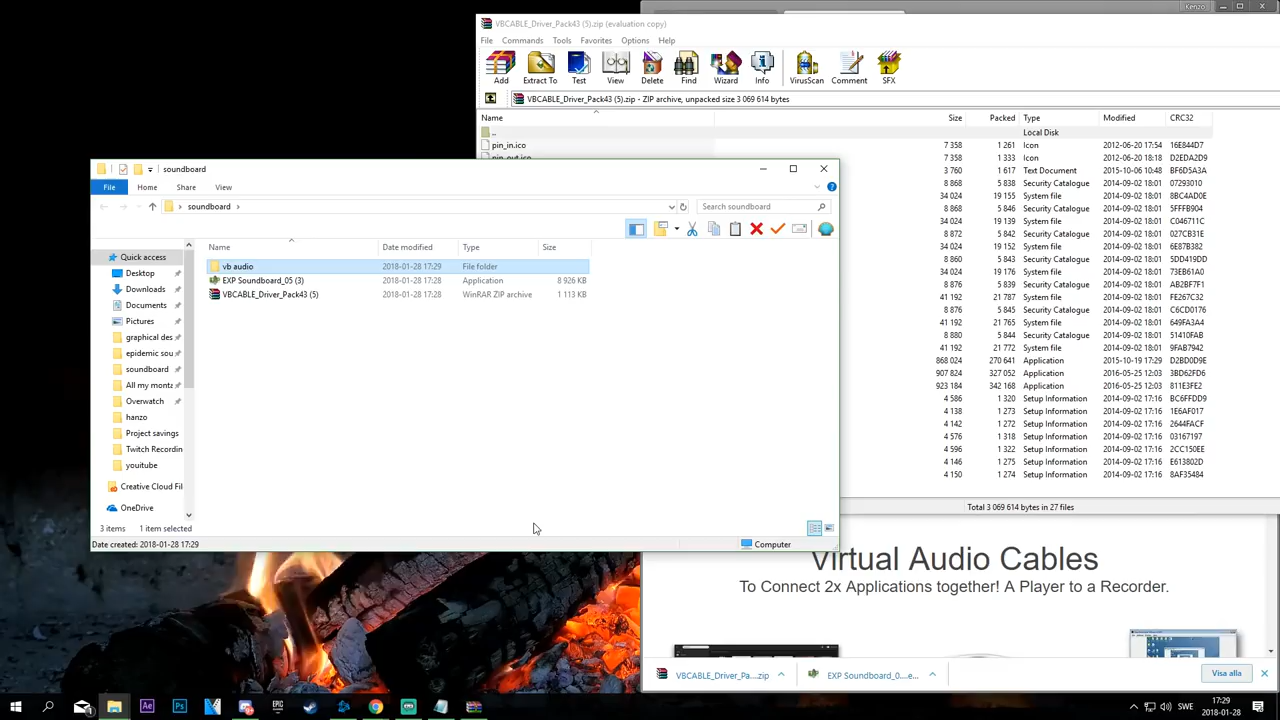 Kenzo
VBCABLE_Driver_Pack43 (5).zip (evaluation copy)
File Commands Tools Favorites Options Help
Add Extract To Test View Delete Find Wizard Info VirusScan Comment SFX
VBCABLE_Driver_Pack43 (5).zip - ZIP archive, unpacked size 3 069 614 bytes
Name Size Packed Type Modified CRC32
.. Local Disk
pin_in.ico 7 358 1 261 Icon 2012-06-20 17:54 16E844D7
pin_out.ico 7 358 1 333 Icon 2012-06-20 18:18 D2EDA2D9
3 760 1 617 Text Document 2015-10-06 10:48 BF6D5A3A
8 868 5 838 Security Catalogue 2014-09-02 18:01 07293010
34 024 19 155 System file 2014-09-02 18:01 8BC4AD0E
8 868 5 846 Security Catalogue 2014-09-02 18:01 5FFFB904
34 024 19 139 System file 2014-09-02 18:01 C046711C
8 872 5 842 Security Catalogue 2014-09-02 18:01 027CB31E
34 024 19 152 System file 2014-09-02 18:01 6E87B382
8 860 5 843 Security Catalogue 2014-09-02 18:01 5DD419DD
34 024 19 176 System file 2014-09-02 18:01 73EB61A0
8 876 5 839 Security Catalogue 2014-09-02 18:01 AB2BF7F1
41 192 21 787 System file 2014-09-02 18:01 FE267C32
8 876 5 845 Security Catalogue 2014-09-02 18:01 C6CD0176
41 192 21 765 System file 2014-09-02 18:01 649FA3A4
8 880 5 844 Security Catalogue 2014-09-02 18:01 51410FAB
41 192 21 772 System file 2014-09-02 18:01 9FAB7942
868 024 270 641 Application 2015-10-19 17:29 D2BD0D9E
907 824 327 052 Application 2016-05-25 12:03 3BD62FD6
923 184 342 168 Application 2016-05-25 12:03 811E3FE2
4 586 1 320 Setup Information 2014-09-02 17:16 BC6FFDD9
4 138 1 273 Setup Information 2014-09-02 17:16 1E6AF017
4 142 1 272 Setup Information 2014-09-02 17:16 2644FACF
4 576 1 318 Setup Information 2014-09-02 17:16 03167197
4 596 1 322 Setup Information 2014-09-02 17:16 2CC150EE
4 146 1 275 Setup Information 2014-09-02 17:16 E613802D
4 150 1 274 Setup Information 2014-09-02 17:16 8AF35484
Total 3 069 614 bytes in 27 files
soundboard
File Home Share View
soundboard Search soundboard
Name Date modified Type Size
vb audio 2018-01-28 17:29 File folder
EXP Soundboard_05 (3) 2018-01-28 17:28 Application 8 926 KB
VBCABLE_Driver_Pack43 (5) 2018-01-28 17:28 WinRAR ZIP archive 1 113 KB
Quick access
Desktop
Downloads
Documents
Pictures
graphical des
epidemic sou
soundboard
All my monta
Overwatch
hanzo
Project savings
Twitch Recordin
youitube
Creative Cloud Fil
OneDrive
3 items 1 item selected
Date created: 2018-01-28 17:29 Computer
Virtual Audio Cables
To Connect 2x Applications together! A Player to a Recorder.
VBCABLE_Driver_Pa....zip EXP Soundboard_0....e... Visa alla
Ae Ps EPIC SWE 17:29
2018-01-28